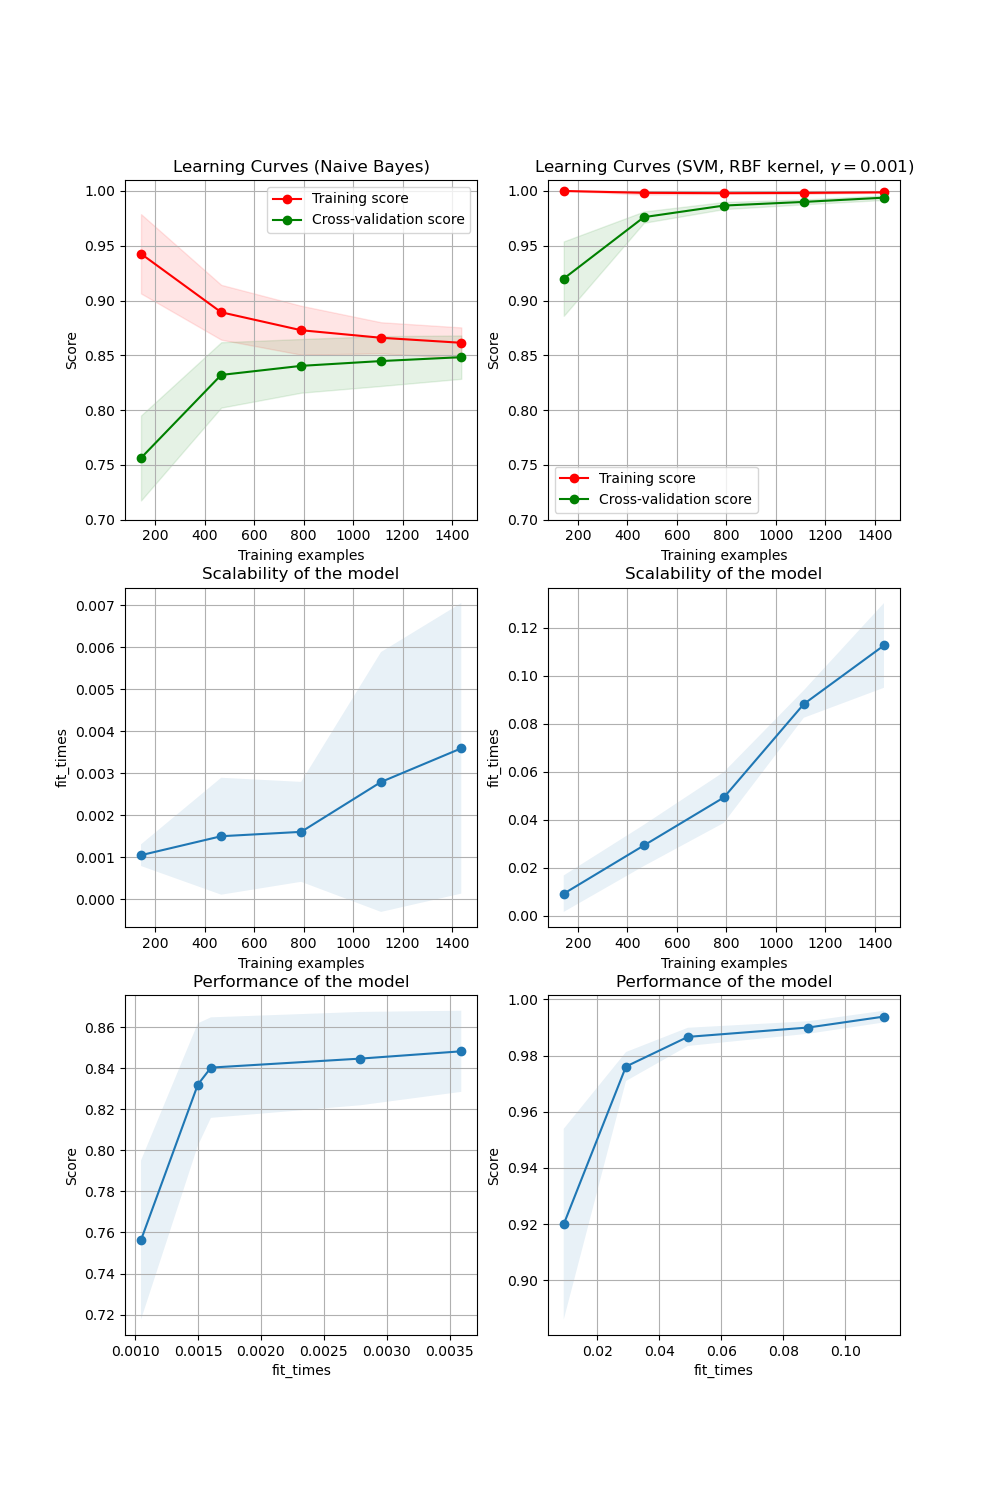 Learning Curves (Naive Bayes)
1.00
0.95
0.90
0.85
0.80
0.75
0.70
Score
Training score
Cross-validation score
200 400 600 800 1000 1200 1400
Training examples
Learning Curves (SVM, RBF kernel, γ = 0.001)
1.00
0.95
0.90
0.85
0.80
0.75
0.70
Score
Training score
Cross-validation score
200 400 600 800 1000 1200 1400
Training examples
Scalability of the model
0.007
0.006
0.005
0.004
0.003
0.002
0.001
0.000
fit_times
200 400 600 800 1000 1200 1400
Training examples
Scalability of the model
0.12
0.10
0.08
0.06
0.04
0.02
0.00
fit_times
200 400 600 800 1000 1200 1400
Training examples
Performance of the model
0.86
0.84
0.82
0.80
0.78
0.76
0.74
0.72
Score
0.0010 0.0015 0.0020 0.0025 0.0030 0.0035
fit_times
Performance of the model
1.00
0.98
0.96
0.94
0.92
0.90
Score
0.02 0.04 0.06 0.08 0.10
fit_times